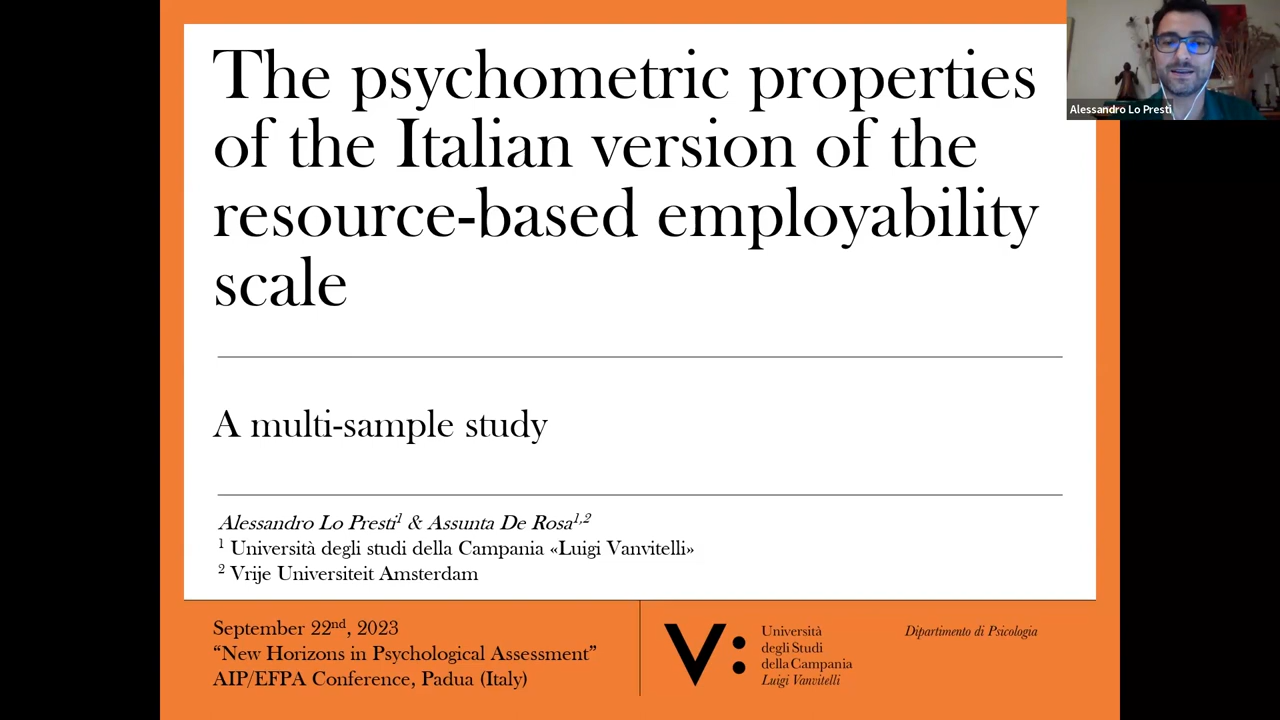 The psychometric properties
of the Italian version of the
resource-based employability
scale
A multi-sample study
Alessandro Lo Presti¹ & Assunta De Rosa¹,²
¹ Università degli studi della Campania «Luigi Vanvitelli»
² Vrije Universiteit Amsterdam
September 22nd, 2023
“New Horizons in Psychological Assessment”
AIP/EFPA Conference, Padua (Italy)
V:
Università
degli Studi
della Campania
Luigi Vanvitelli
Dipartimento di Psicologia
Alessandro Lo Presti